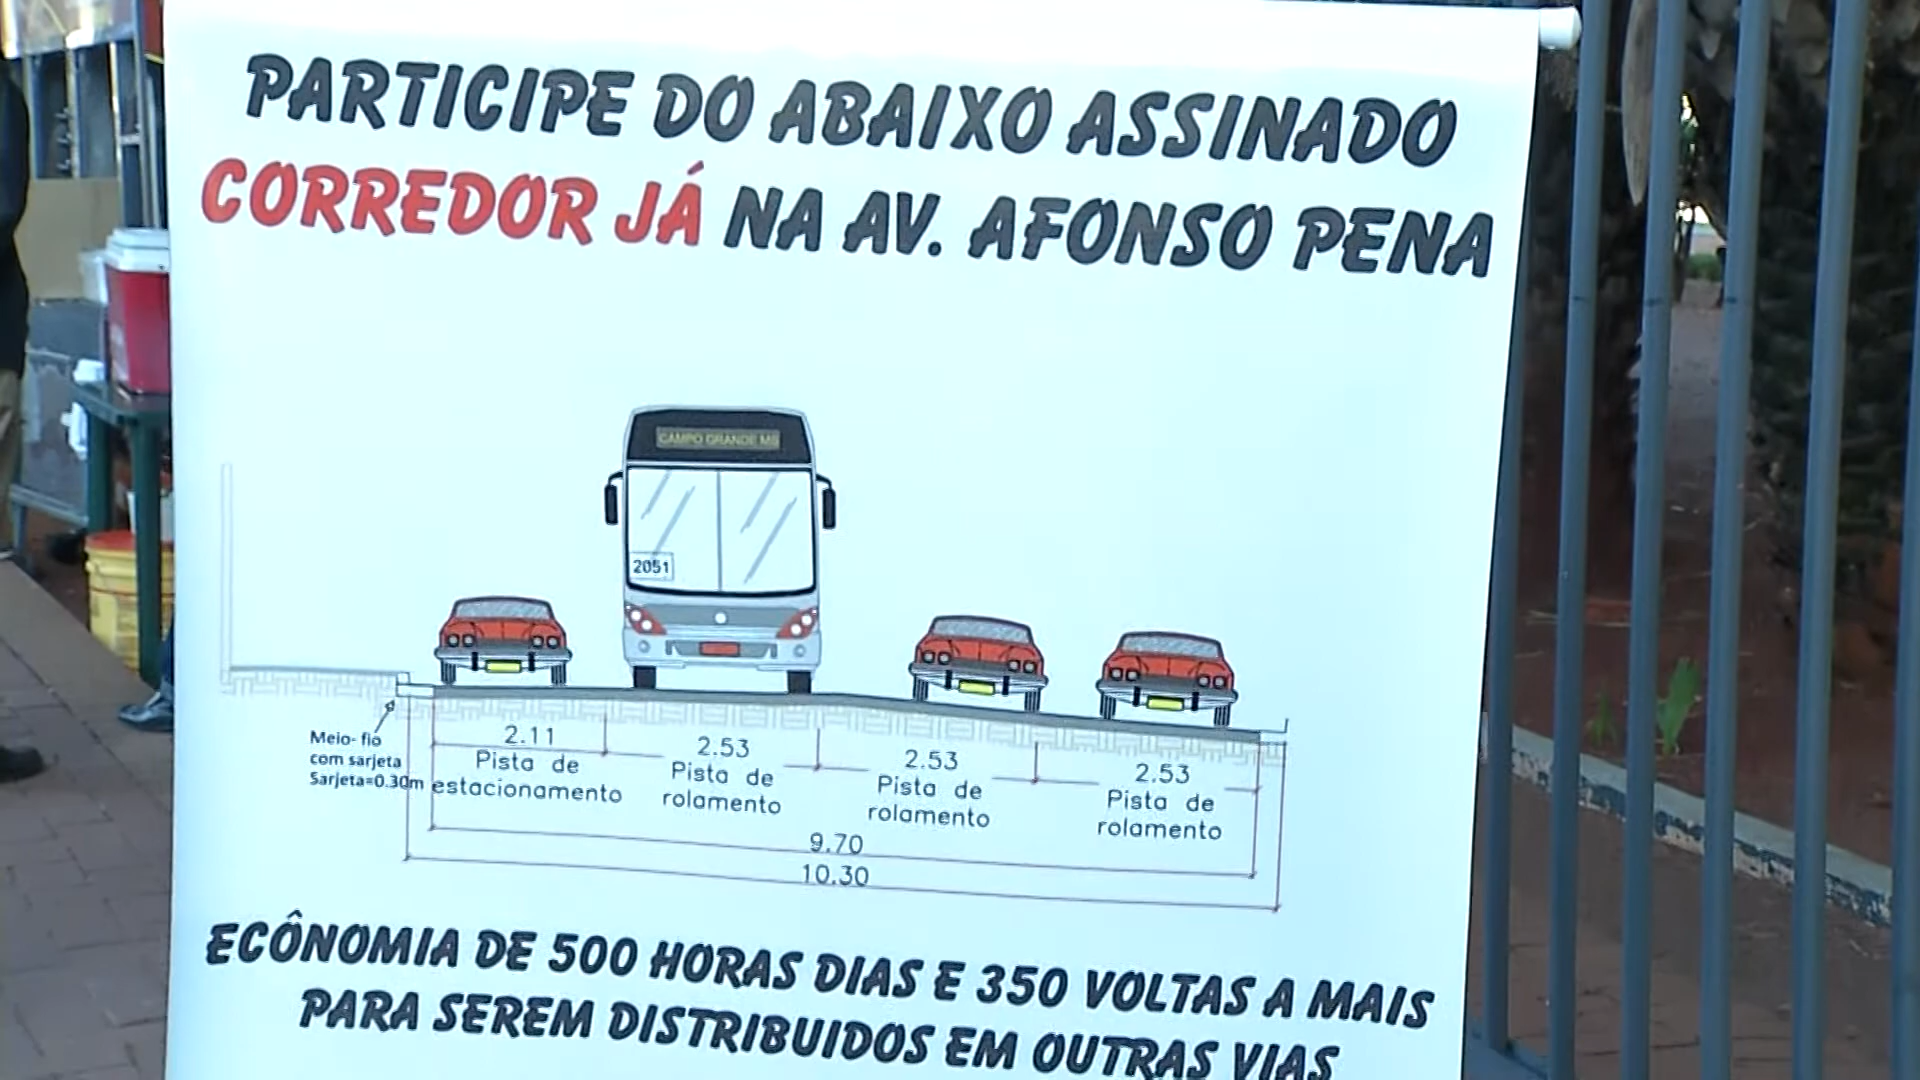 PARTICIPE DO ABAIXO ASSINADO
CORREDOR JÁ NA AV. AFONSO PENA
CAMPO GRANDE MS
2051
Meio- fio
com sarjeta
Sarjeta=0.30m
2.11
Pista de
estacionamento
2.53
Pista de
rolamento
2.53
Pista de
rolamento
2.53
Pista de
rolamento
9.70
10.30
ECÔNOMIA DE 500 HORAS DIAS E 350 VOLTAS A MAIS
PARA SEREM DISTRIBUIDOS EM OUTRAS VIAS